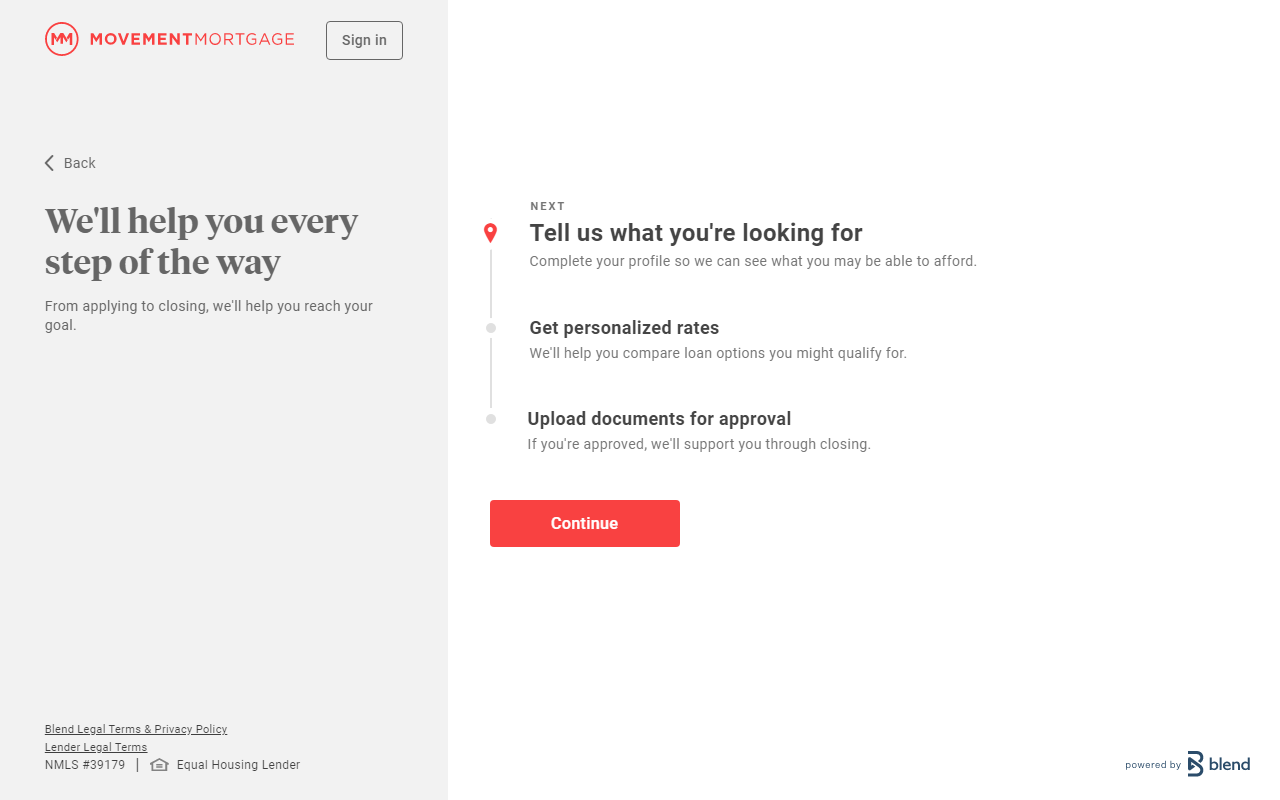 MOVEMENTMORTGAGE
Sign in
Back
We'll help you every
step of the way
From applying to closing, we'll help you reach your
goal.
NEXT
Tell us what you're looking for
Complete your profile so we can see what you may be able to afford.
Get personalized rates
We'll help you compare loan options you might qualify for.
Upload documents for approval
If you're approved, we'll support you through closing.
Continue
Blend Legal Terms & Privacy Policy
Lender Legal Terms
NMLS #39179 | Equal Housing Lender
powered by blend